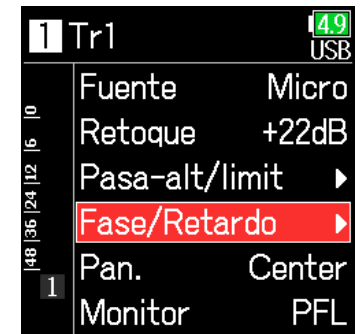 1 Tr1 4.9
USB
Fuente Micro
Retoque +22dB
Pasa-alt/limit
Fase/Retardo
Pan. Center
Monitor PFL
|48 |36 |24 |12 |6 |0
1